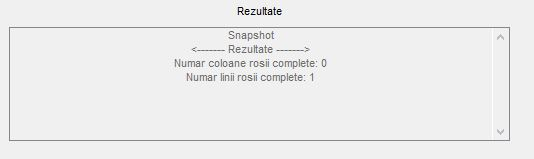 Rezultate
Snapshot
<------- Rezultate ------->
Numar coloane rosii complete: 0
Numar linii rosii complete: 1